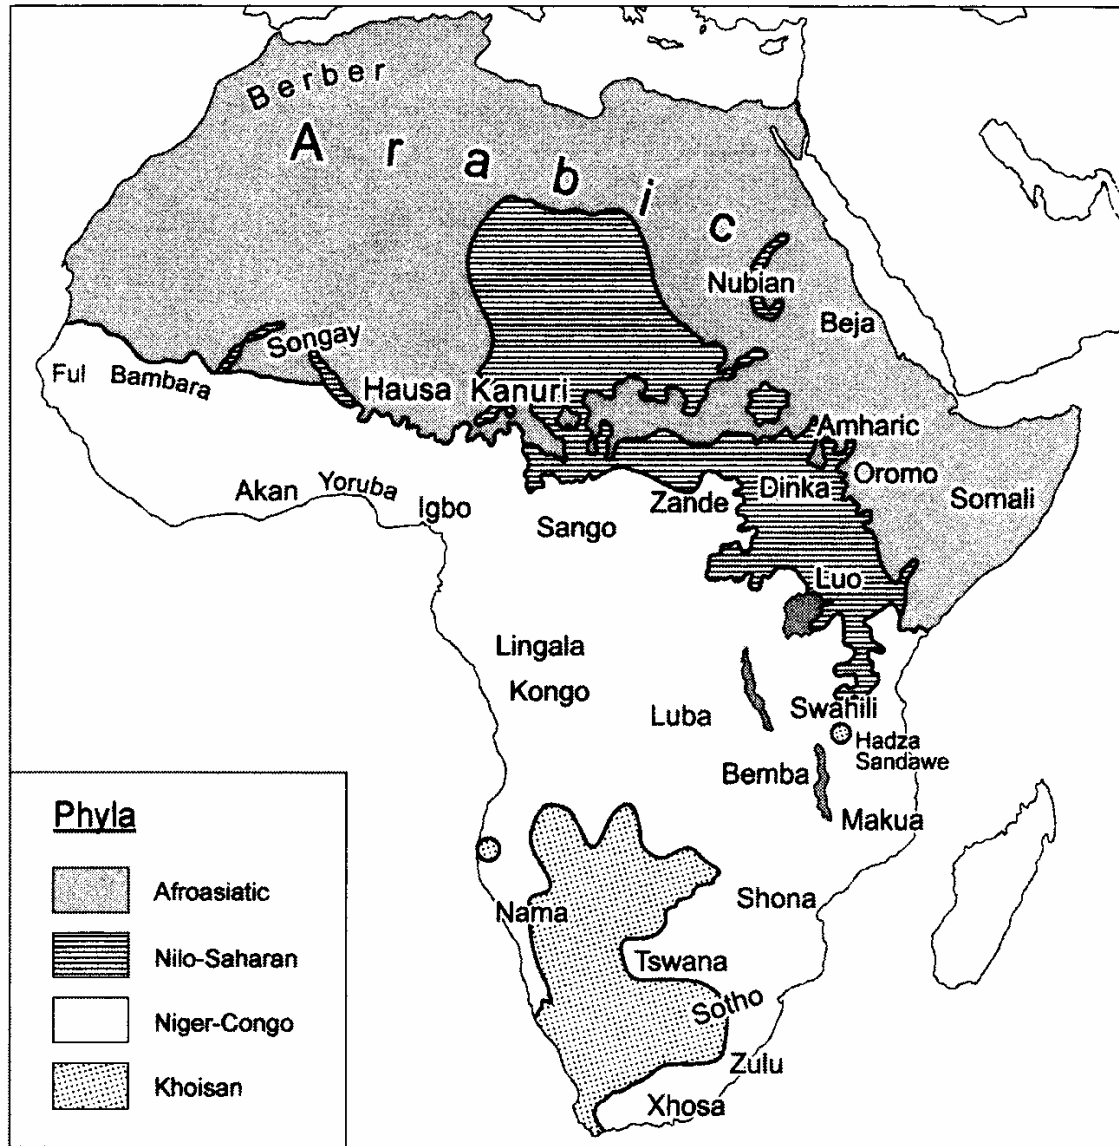 Berber
Arabic
Nubian
Beja
Songay
Ful Bambara
Hausa Kanuri
Amharic
Oromo
Akan Yoruba Igbo
Zande Dinka
Somali
Sango
Luo
Lingala
Kongo
Luba
Swahili
Hadza
Sandawe
Bemba
Makua
Nama
Shona
Tswana
Sotho
Zulu
Xhosa
Phyla
Afroasiatic
Nilo-Saharan
Niger-Congo
Khoisan